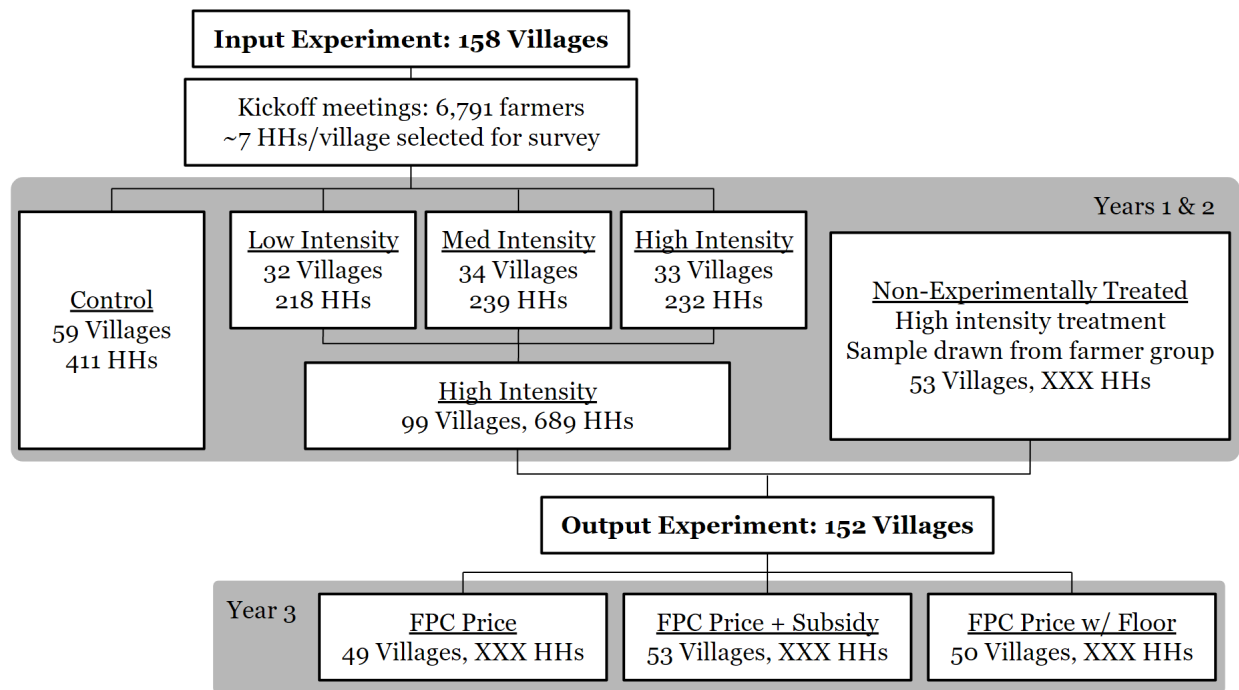 Input Experiment: 158 Villages
Kickoff meetings: 6,791 farmers
~7 HHs/village selected for survey
Years 1 & 2
Control
59 Villages
411 HHs
Low Intensity
32 Villages
218 HHs
Med Intensity
34 Villages
239 HHs
High Intensity
33 Villages
232 HHs
Non-Experimentally Treated
High intensity treatment
Sample drawn from farmer group
53 Villages, XXX HHs
High Intensity
99 Villages, 689 HHs
Output Experiment: 152 Villages
Year 3
FPC Price
49 Villages, XXX HHs
FPC Price + Subsidy
53 Villages, XXX HHs
FPC Price w/ Floor
50 Villages, XXX HHs